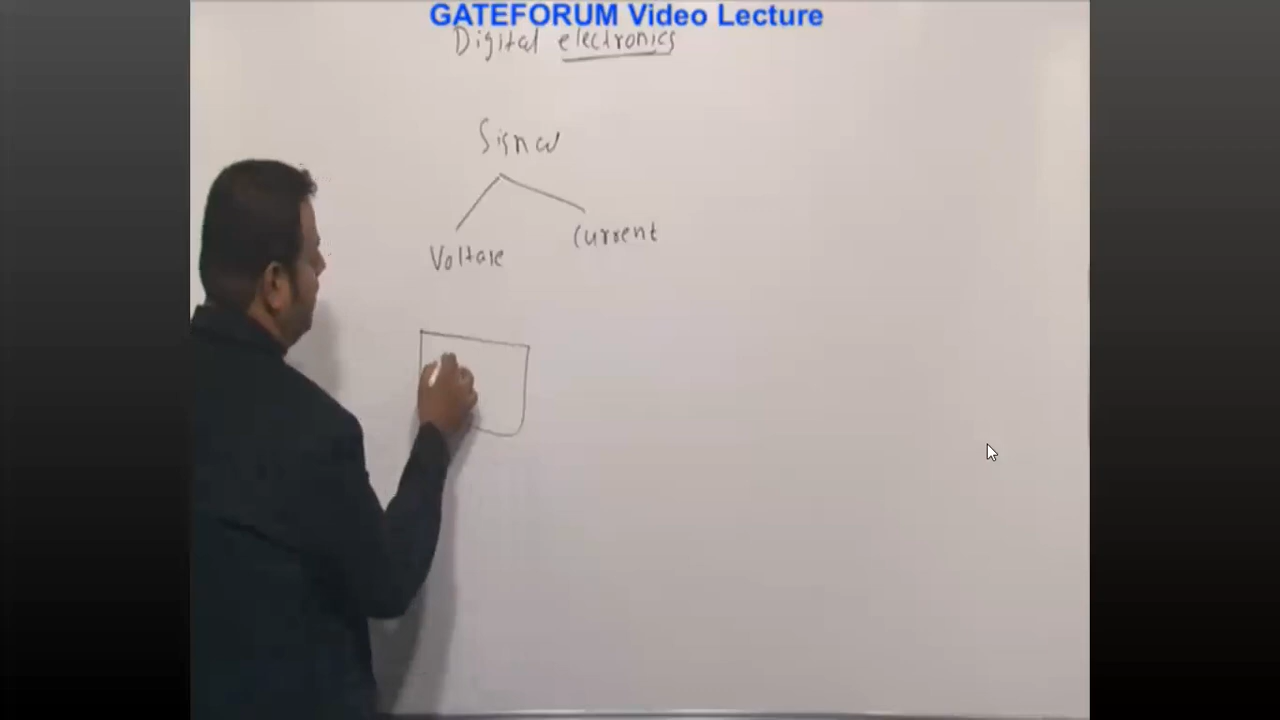 GATEFORUM Video Lecture
Digital electronics
Signal
Current
Voltage